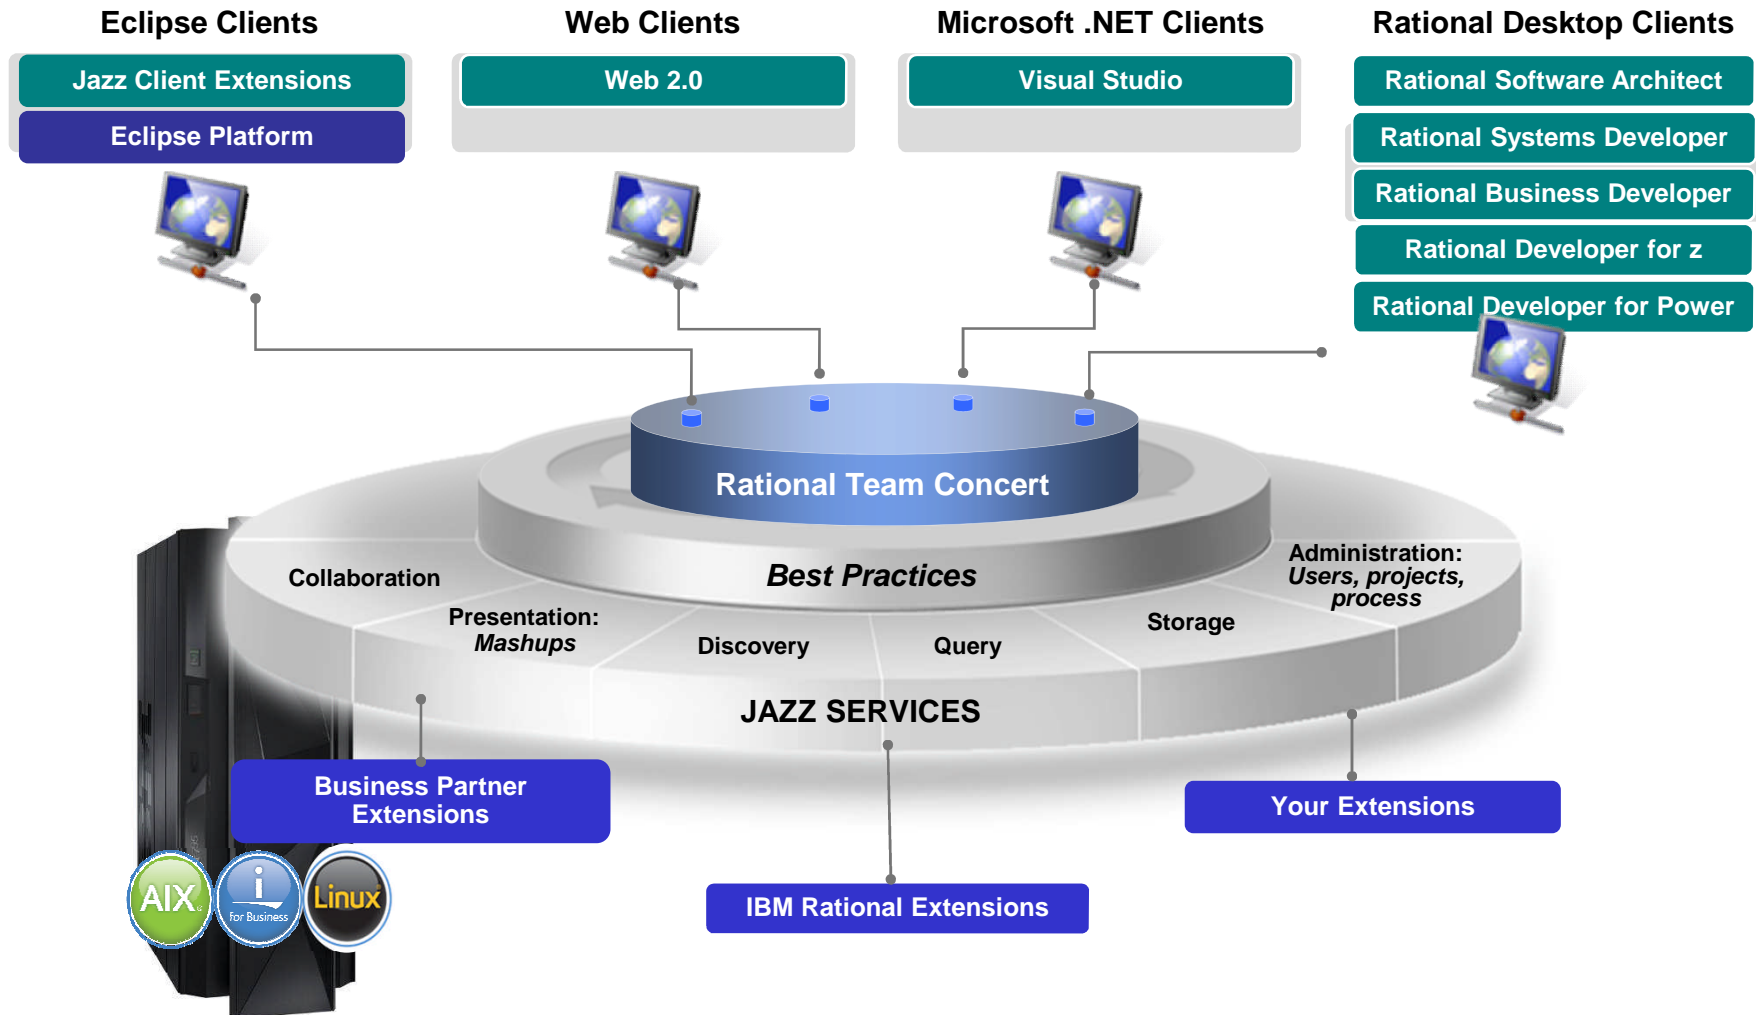 Eclipse Clients
Web Clients
Microsoft .NET Clients
Rational Desktop Clients
Jazz Client Extensions
Eclipse Platform
Web 2.0
Visual Studio
Rational Software Architect
Rational Systems Developer
Rational Business Developer
Rational Developer for z
Rational Developer for Power
Rational Team Concert
Best Practices
Collaboration
Presentation:
Mashups
Discovery
Query
Storage
Administration:
Users, projects,
process
JAZZ SERVICES
Business Partner
Extensions
Your Extensions
IBM Rational Extensions
AIX
i
for Business
Linux